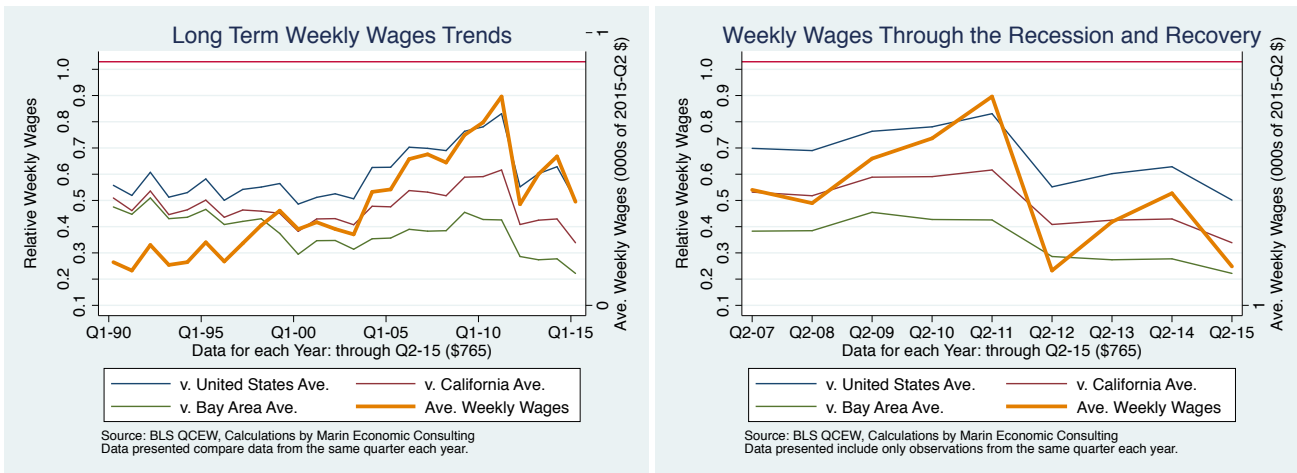 Long Term Weekly Wages Trends
Relative Weekly Wages
1.0
0.9
0.8
0.7
0.6
0.5
0.4
0.3
0.2
0.1
1
0
Ave. Weekly Wages (000s of 2015-Q2 $)
Q1-90 Q1-95 Q1-00 Q1-05 Q1-10 Q1-15
Data for each Year: through Q2-15 ($765)
v. United States Ave. v. California Ave.
v. Bay Area Ave. Ave. Weekly Wages
Source: BLS QCEW, Calculations by Marin Economic Consulting
Data presented compare data from the same quarter each year.
Weekly Wages Through the Recession and Recovery
Relative Weekly Wages
1.0
0.9
0.8
0.7
0.6
0.5
0.4
0.3
0.2
0.1
1
Ave. Weekly Wages (000s of 2015-Q2 $)
Q2-07 Q2-08 Q2-09 Q2-10 Q2-11 Q2-12 Q2-13 Q2-14 Q2-15
Data for each Year: through Q2-15 ($765)
v. United States Ave. v. California Ave.
v. Bay Area Ave. Ave. Weekly Wages
Source: BLS QCEW, Calculations by Marin Economic Consulting
Data presented include only observations from the same quarter each year.